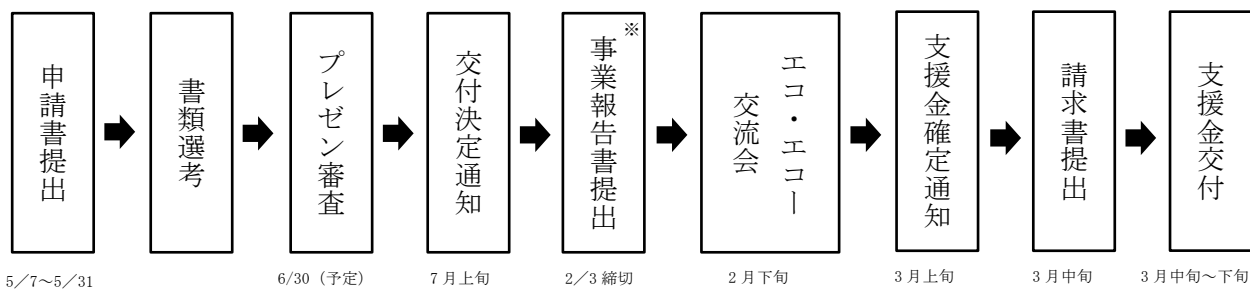 申請書提出
書類選考
プレゼン審査
交付決定通知
※
事業報告書提出
エコ・エコー
交流会
支援金確定通知
請求書提出
支援金交付
5/7~5/31
6/30(予定)
7月上旬
2/3締切
2月下旬
3月上旬
3月中旬
3月中旬~下旬